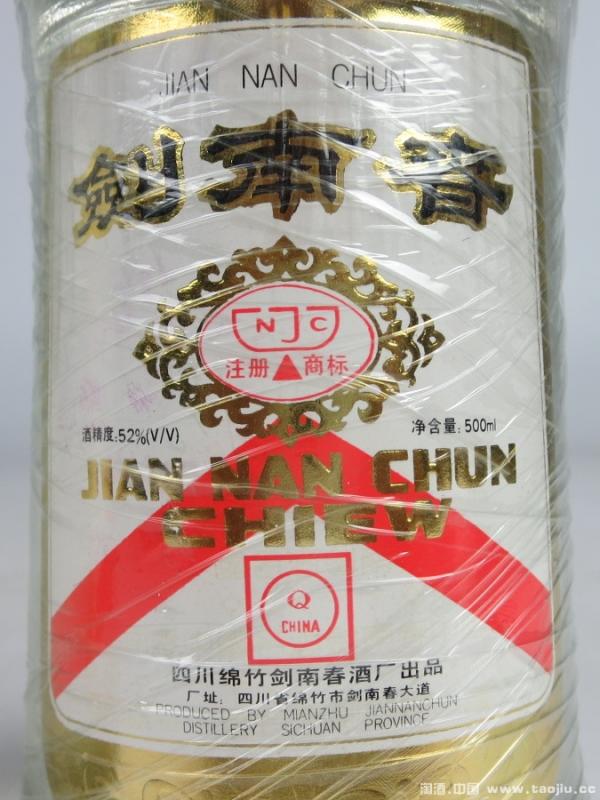 JIAN NAN CHUN
劍南春
NJC
注册 商标
酒精度:52%(V/V)
净含量:500ml
JIAN NAN CHUN
CHIEW
Q
CHINA
四川绵竹剑南春酒厂出品
厂址:四川省绵竹市剑南春大道
PRODUCED BY MIANZHU JIANNANCHUN
DISTILLERY SICHUAN PROVINCE
淘酒.中国 www.taojiu.cc